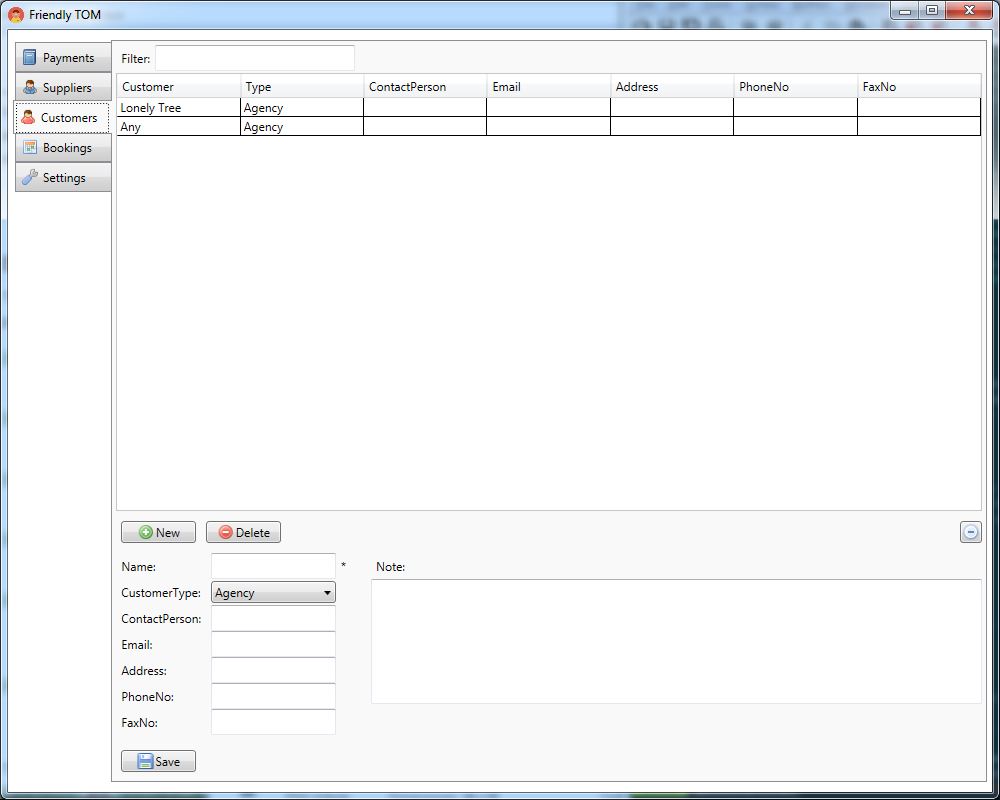 Friendly TOM
Payments
Suppliers
Customers
Bookings
Settings
Filter:
Customer Type ContactPerson Email Address PhoneNo FaxNo
Lonely Tree Agency
Any Agency
New Delete
Name: * Note:
CustomerType: Agency
ContactPerson:
Email:
Address:
PhoneNo:
FaxNo:
Save